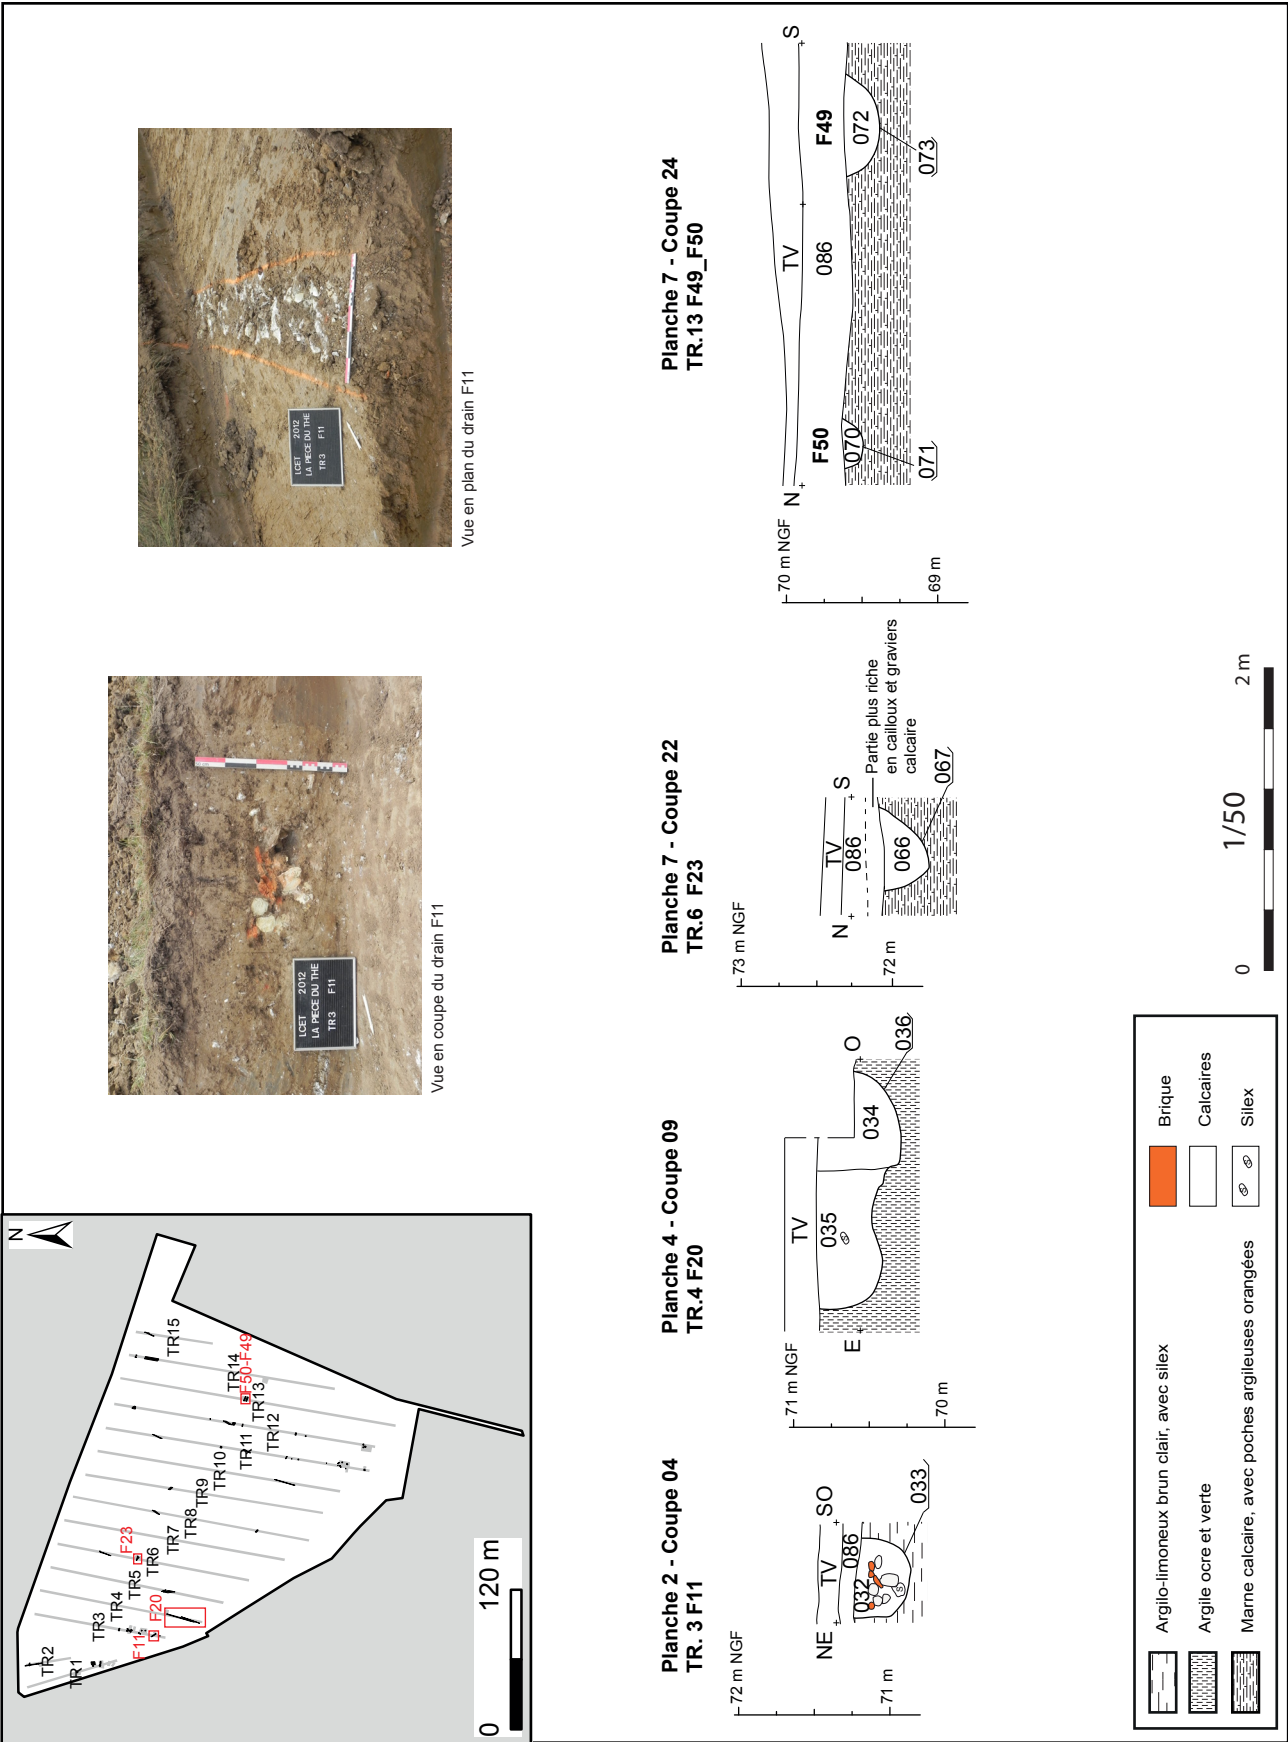 N
TR2
TR1
TR3
TR4
TR5
TR6
TR7
TR8
TR9
TR10
TR11
TR12
TR13
TR14
TR15
F11
F20
F23
F50-F49
0
120 m
LCET 2012
LA PIECE DU THE
TR 3 F11
Vue en coupe du drain F11
LCET 2012
LA PIECE DU THE
TR 3 F11
Vue en plan du drain F11
Planche 2 - Coupe 04
TR. 3 F11
72 m NGF
71 m
NE
SO
TV
086
032
S
033
Planche 4 - Coupe 09
TR.4 F20
71 m NGF
70 m
E
O
TV
035
034
036
Planche 7 - Coupe 22
TR.6 F23
73 m NGF
72 m
N
S
TV
086
066
067
Partie plus riche
en cailloux et graviers
calcaire
Planche 7 - Coupe 24
TR.13 F49_F50
70 m NGF
69 m
N
S
TV
086
F50
070
071
F49
072
073
Argilo-limoneux brun clair, avec silex
Argile ocre et verte
Marne calcaire, avec poches argileuses orangées
Brique
Calcaires
Silex
1/50
0
2 m